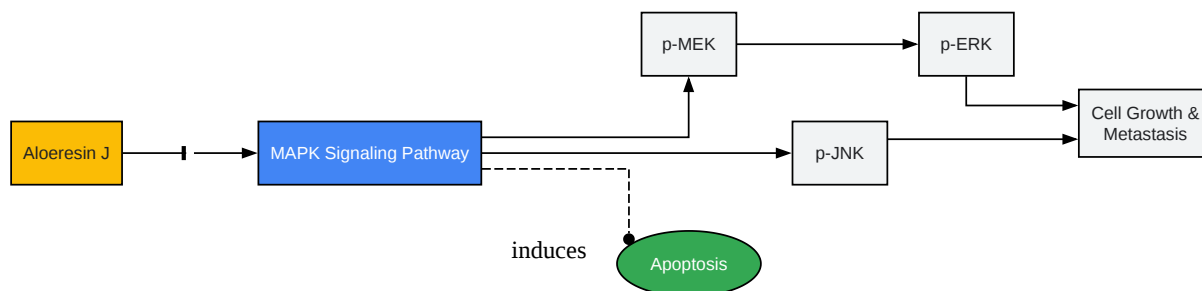 p-MEK
p-ERK
Cell Growth &
Metastasis
Aloeresin J
MAPK Signaling Pathway
p-JNK
induces
Apoptosis